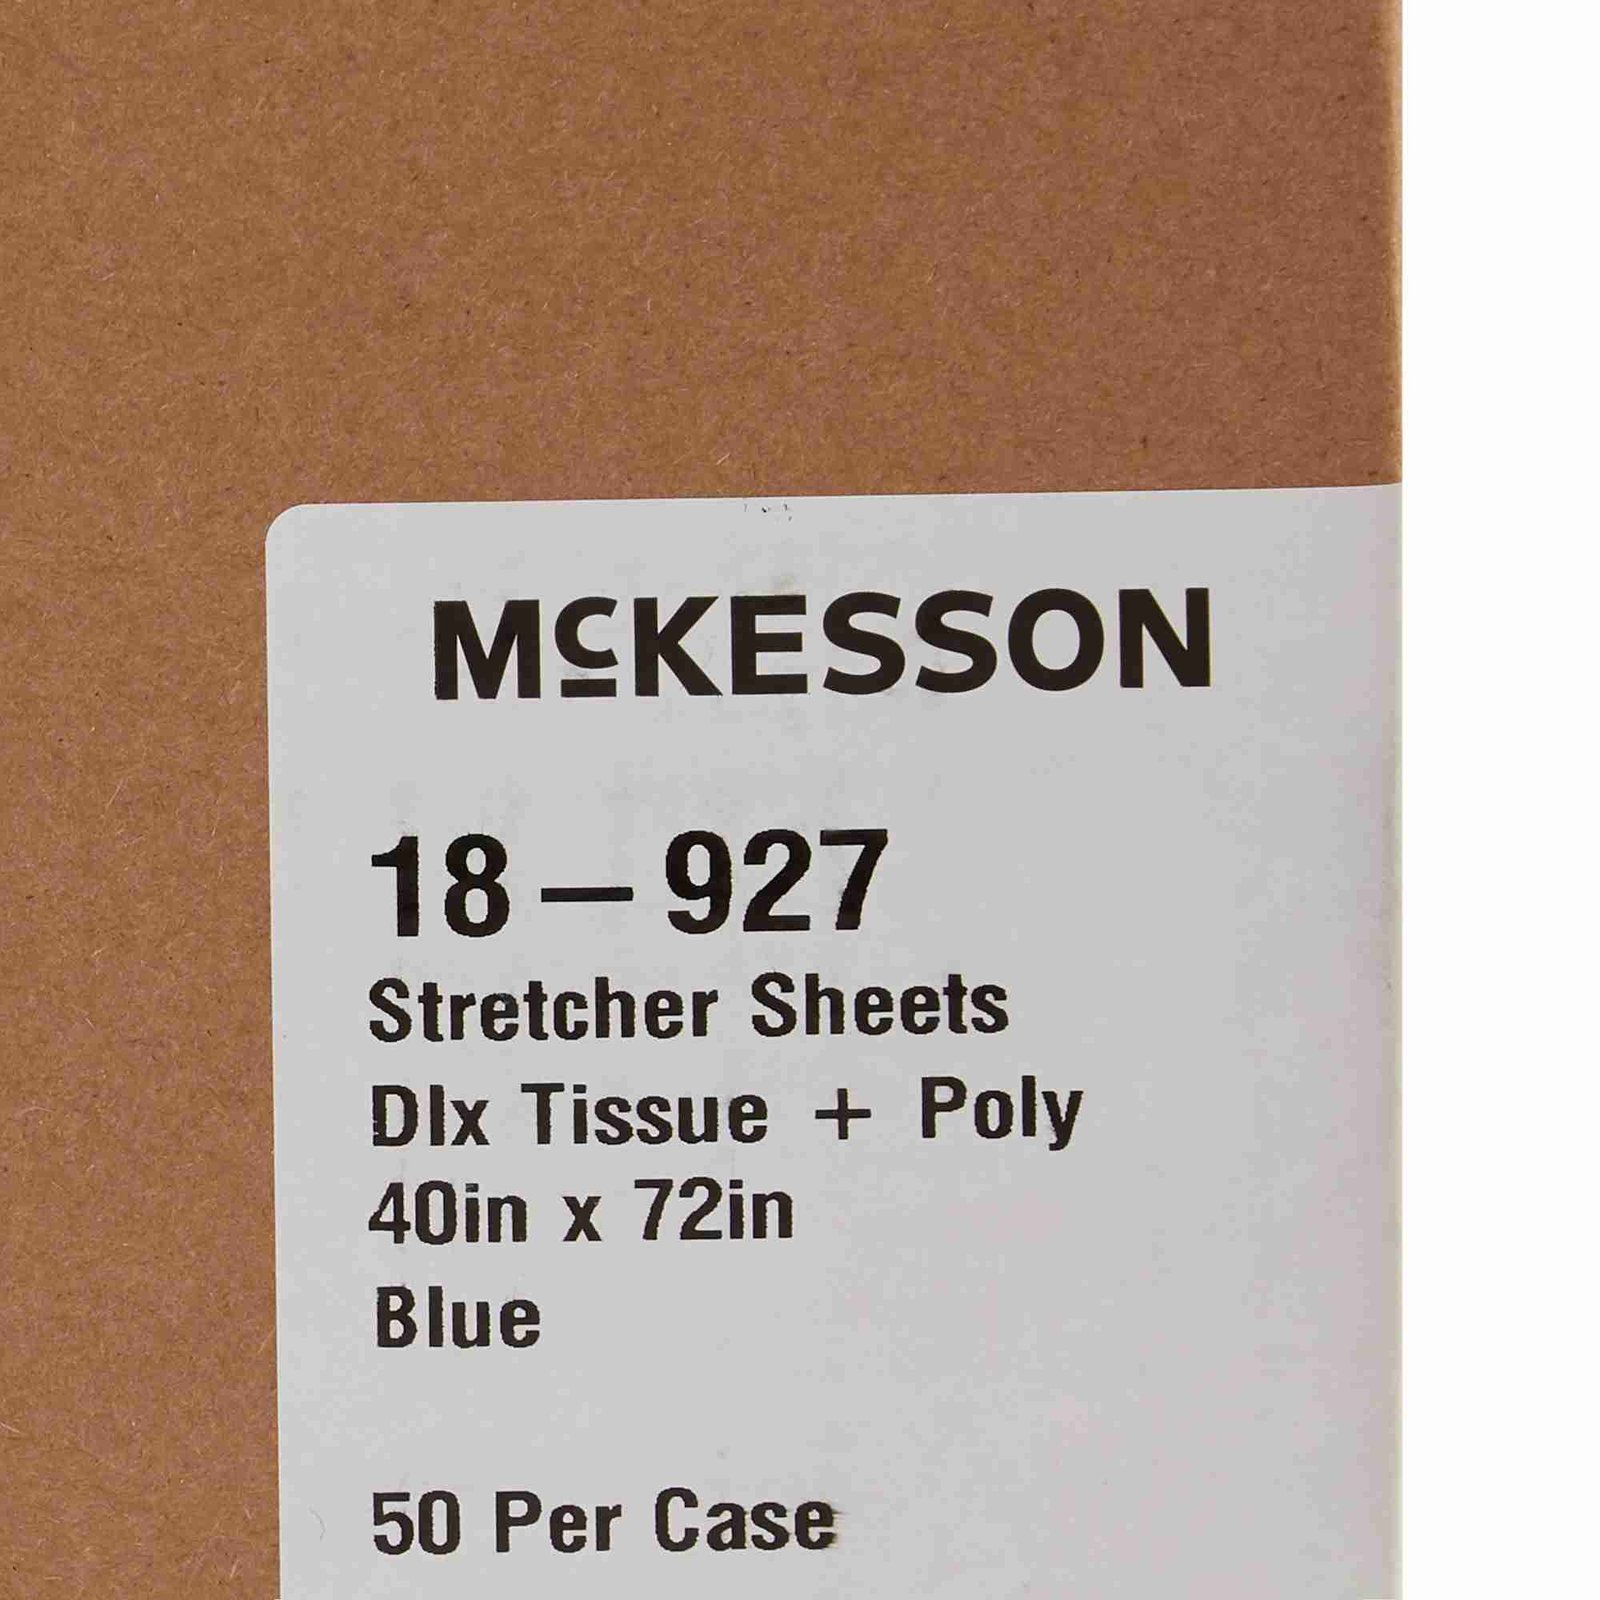 McKESSON
18-927
Stretcher Sheets
Dlx Tissue + Poly
40in x 72in
Blue
50 Per Case